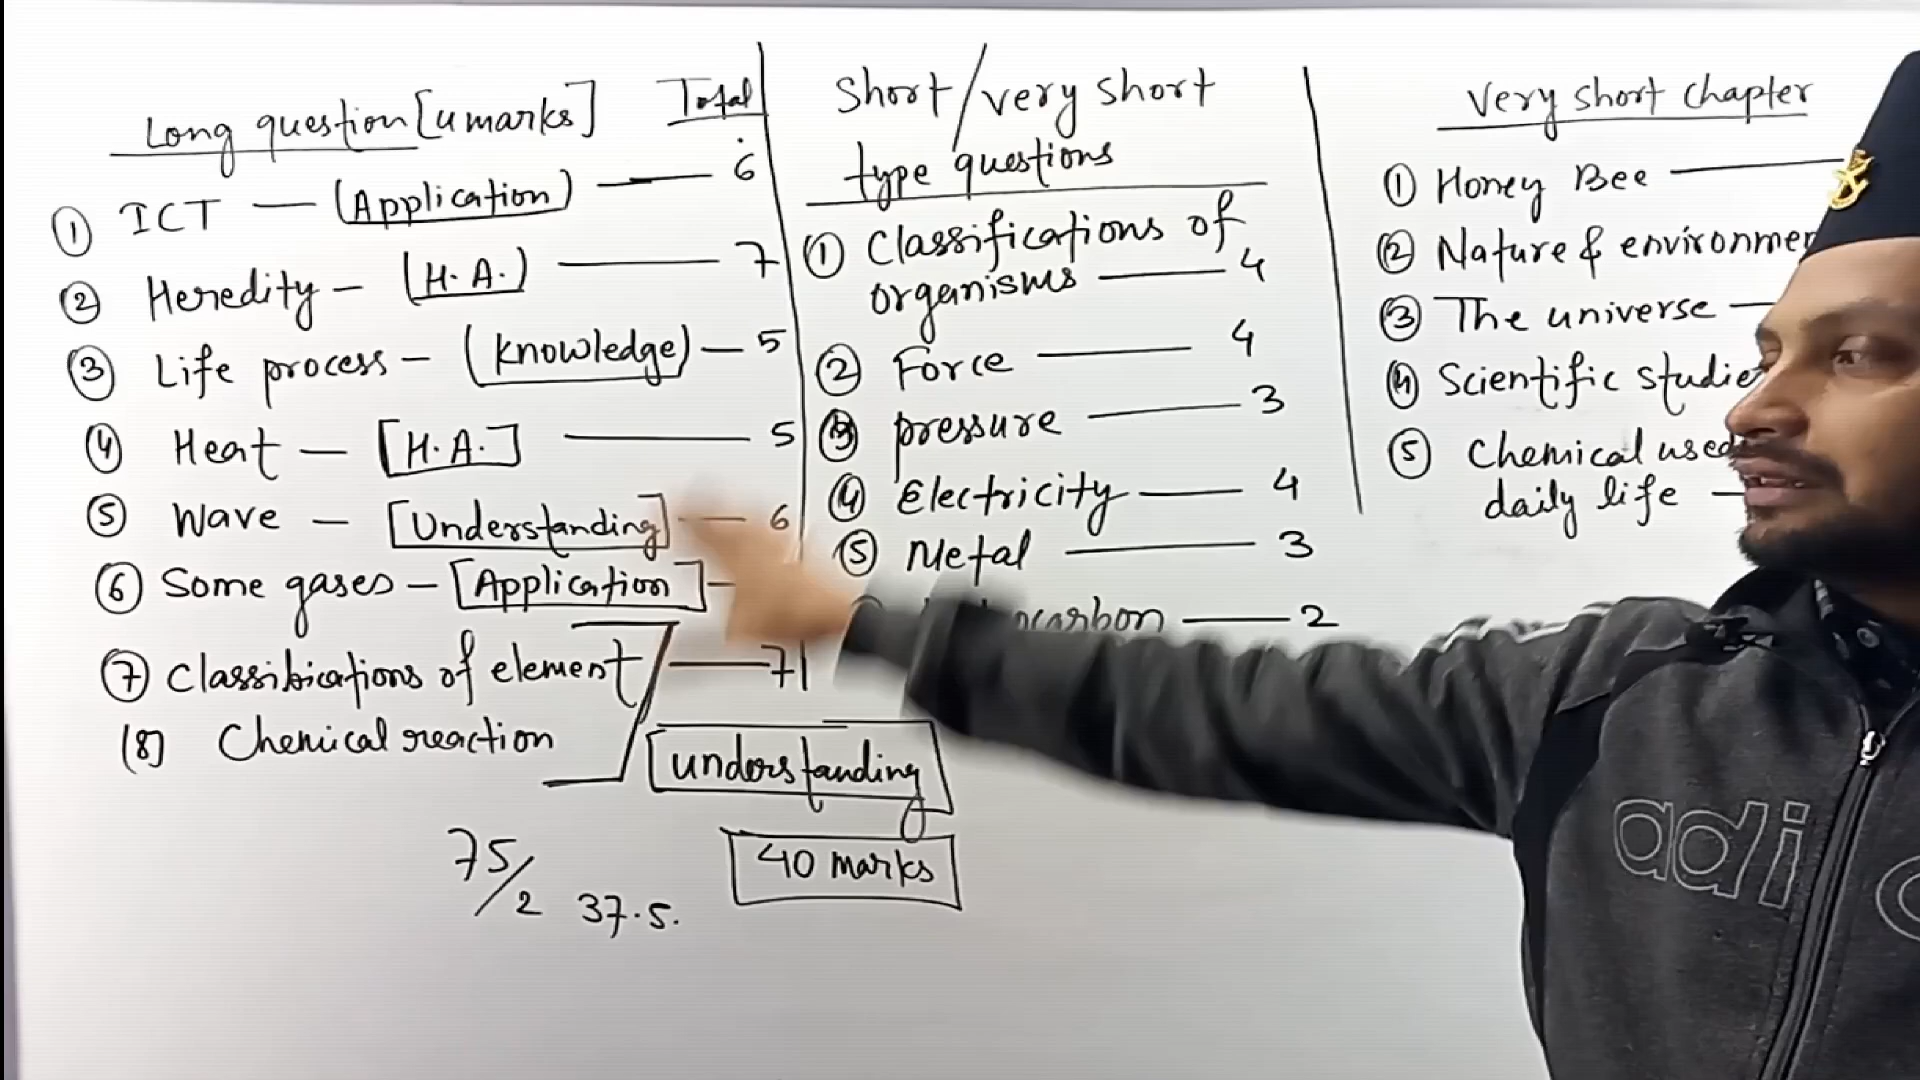 Long question [4 marks] Total
① ICT — (Application) — 6
② Heredity — (H.A.) — 7
③ Life process — (knowledge) — 5
④ Heat — [H.A.] — 5
⑤ Wave — [Understanding] — 6
⑥ Some gases — [Application] —
⑦ Classifications of element — 7
(8) Chemical reaction
understanding
40 marks
75/2 37.5.
Short/very short
type questions
① Classifications of
organisms — 4
② Force — 4
③ pressure — 3
④ Electricity — 4
⑤ Metal — 3
carbon — 2
Very short chapter
① Honey Bee —
② Nature & environmen
③ The universe —
④ Scientific studie
⑤ Chemical used
daily life —
adi